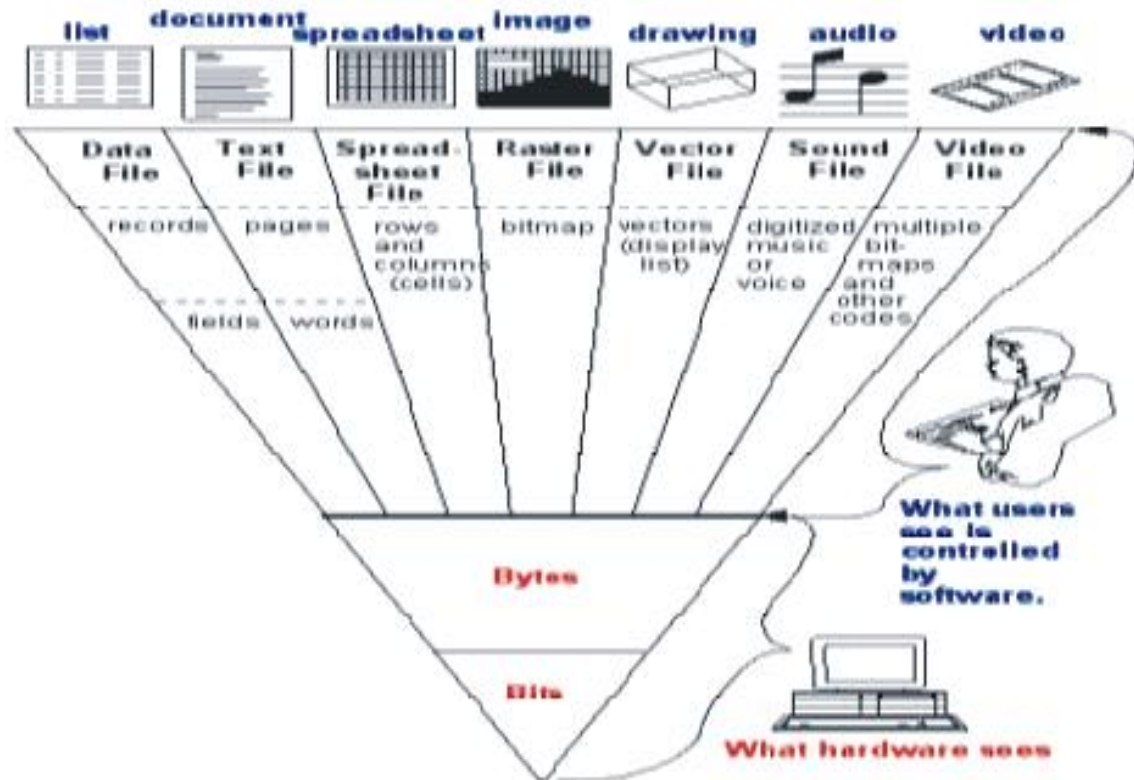 list
document
spreadsheet
image
drawing
audio
video
Data
File
Text
File
Spread-
sheet
File
Raster
File
Vector
File
Sound
File
Video
File
records
pages
rows
and
columns
(cells)
bitmap
vectors
(display
list)
digitized
music
or
voice
multiple
bit-
maps
and
other
codes
fields
words
What users
see is
controlled
by
software.
Bytes
Bits
What hardware sees